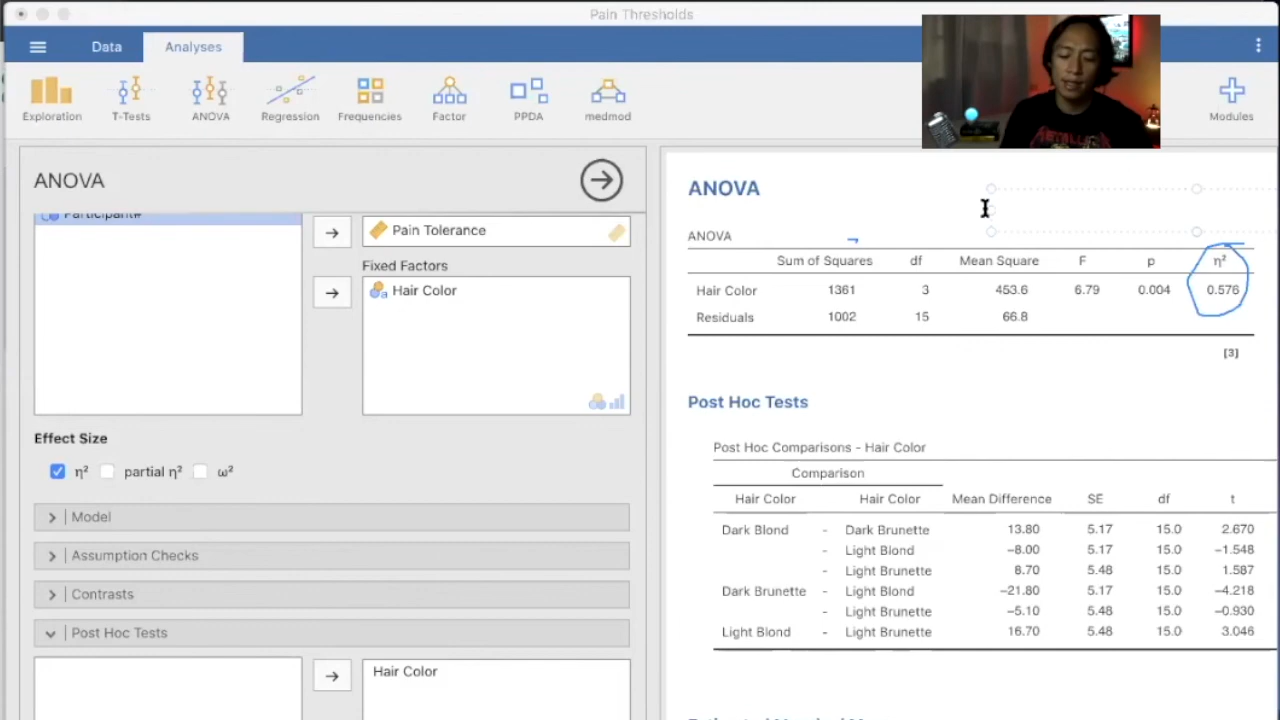 Pain Thresholds
Data Analyses
Exploration T-Tests ANOVA Regression Frequencies Factor PPDA medmod Modules
METALLICA
ANOVA
Participant#
Pain Tolerance
Fixed Factors
Hair Color
Effect Size
η² partial η² ω²
Model
Assumption Checks
Contrasts
Post Hoc Tests
Hair Color
ANOVA
ANOVA
Sum of Squares df Mean Square F p η²
Hair Color 1361 3 453.6 6.79 0.004 0.576
Residuals 1002 15 66.8
[3]
Post Hoc Tests
Post Hoc Comparisons - Hair Color
Comparison
Hair Color Hair Color Mean Difference SE df t
Dark Blond - Dark Brunette 13.80 5.17 15.0 2.670
- Light Blond −8.00 5.17 15.0 −1.548
- Light Brunette 8.70 5.48 15.0 1.587
Dark Brunette - Light Blond −21.80 5.17 15.0 −4.218
- Light Brunette −5.10 5.48 15.0 −0.930
Light Blond - Light Brunette 16.70 5.48 15.0 3.046